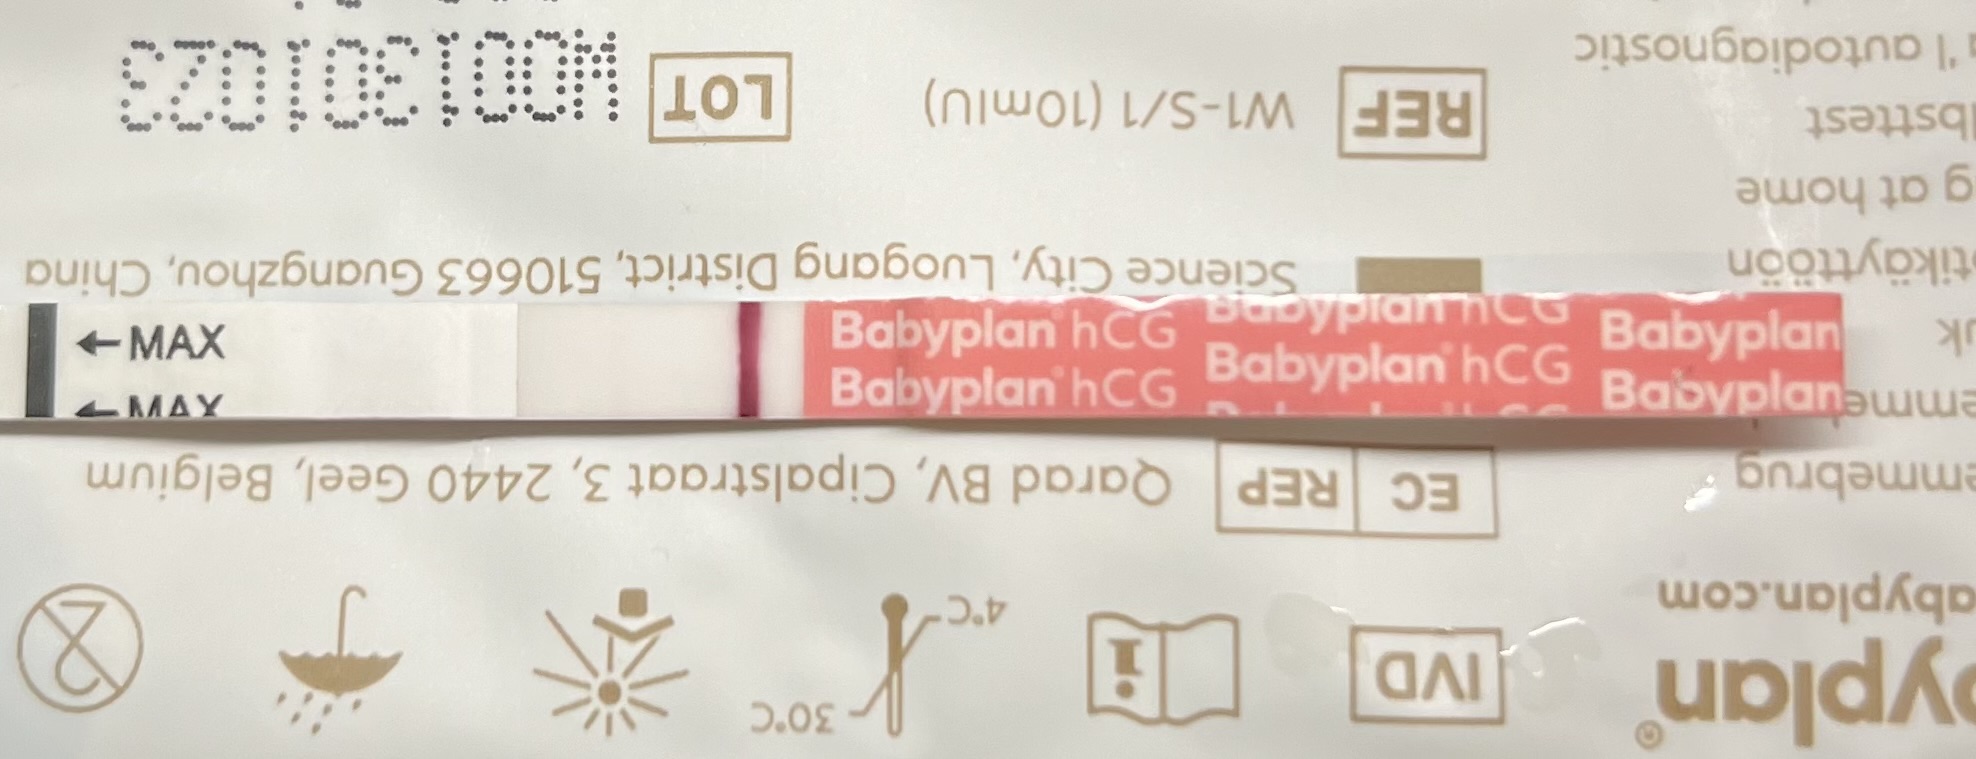 yplan®
abyplan.com
emmebrug
emme
uk
tikäyttöön
g at home
bsttest
l'autodiagnostic
IVD
4°C
30°C
EC REP
Qarad BV, Cipalstraat 3, 2440 Geel, Belgium
Science City, Luogang District, 510663 Guangzhou, China
REF W1-S/1 (10mIU)
LOT W001301023
← MAX
← MAX
Babyplan hCG Babyplan hCG Babyplan
Babyplan hCG Babyplan hCG Babyplan